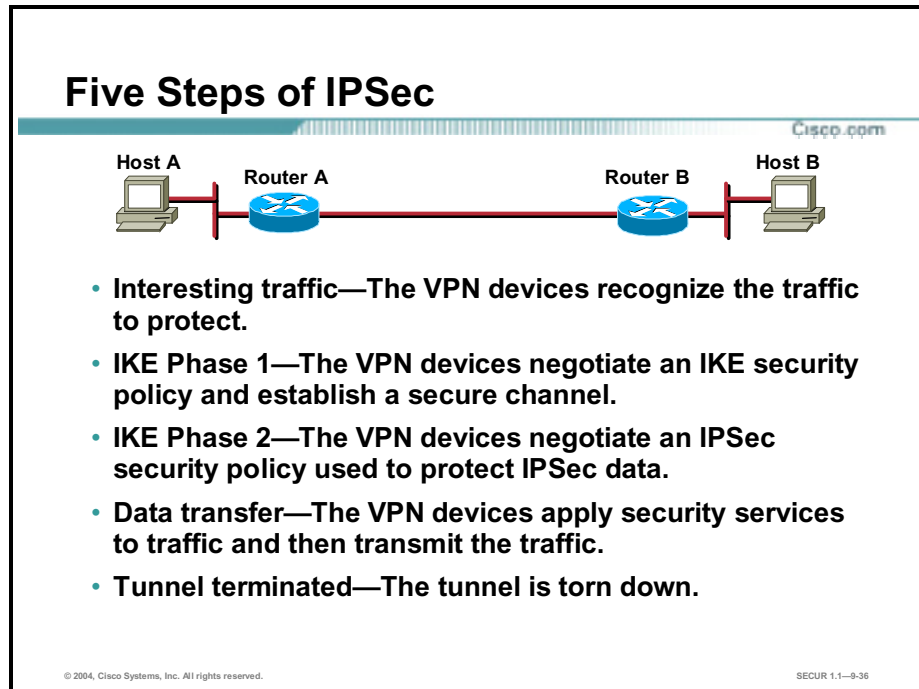 Five Steps of IPSec
Cisco.com
Host A
Router A
Router B
Host B
• Interesting traffic—The VPN devices recognize the traffic
to protect.
• IKE Phase 1—The VPN devices negotiate an IKE security
policy and establish a secure channel.
• IKE Phase 2—The VPN devices negotiate an IPSec
security policy used to protect IPSec data.
• Data transfer—The VPN devices apply security services
to traffic and then transmit the traffic.
• Tunnel terminated—The tunnel is torn down.
© 2004, Cisco Systems, Inc. All rights reserved.
SECUR 1.1—9-36